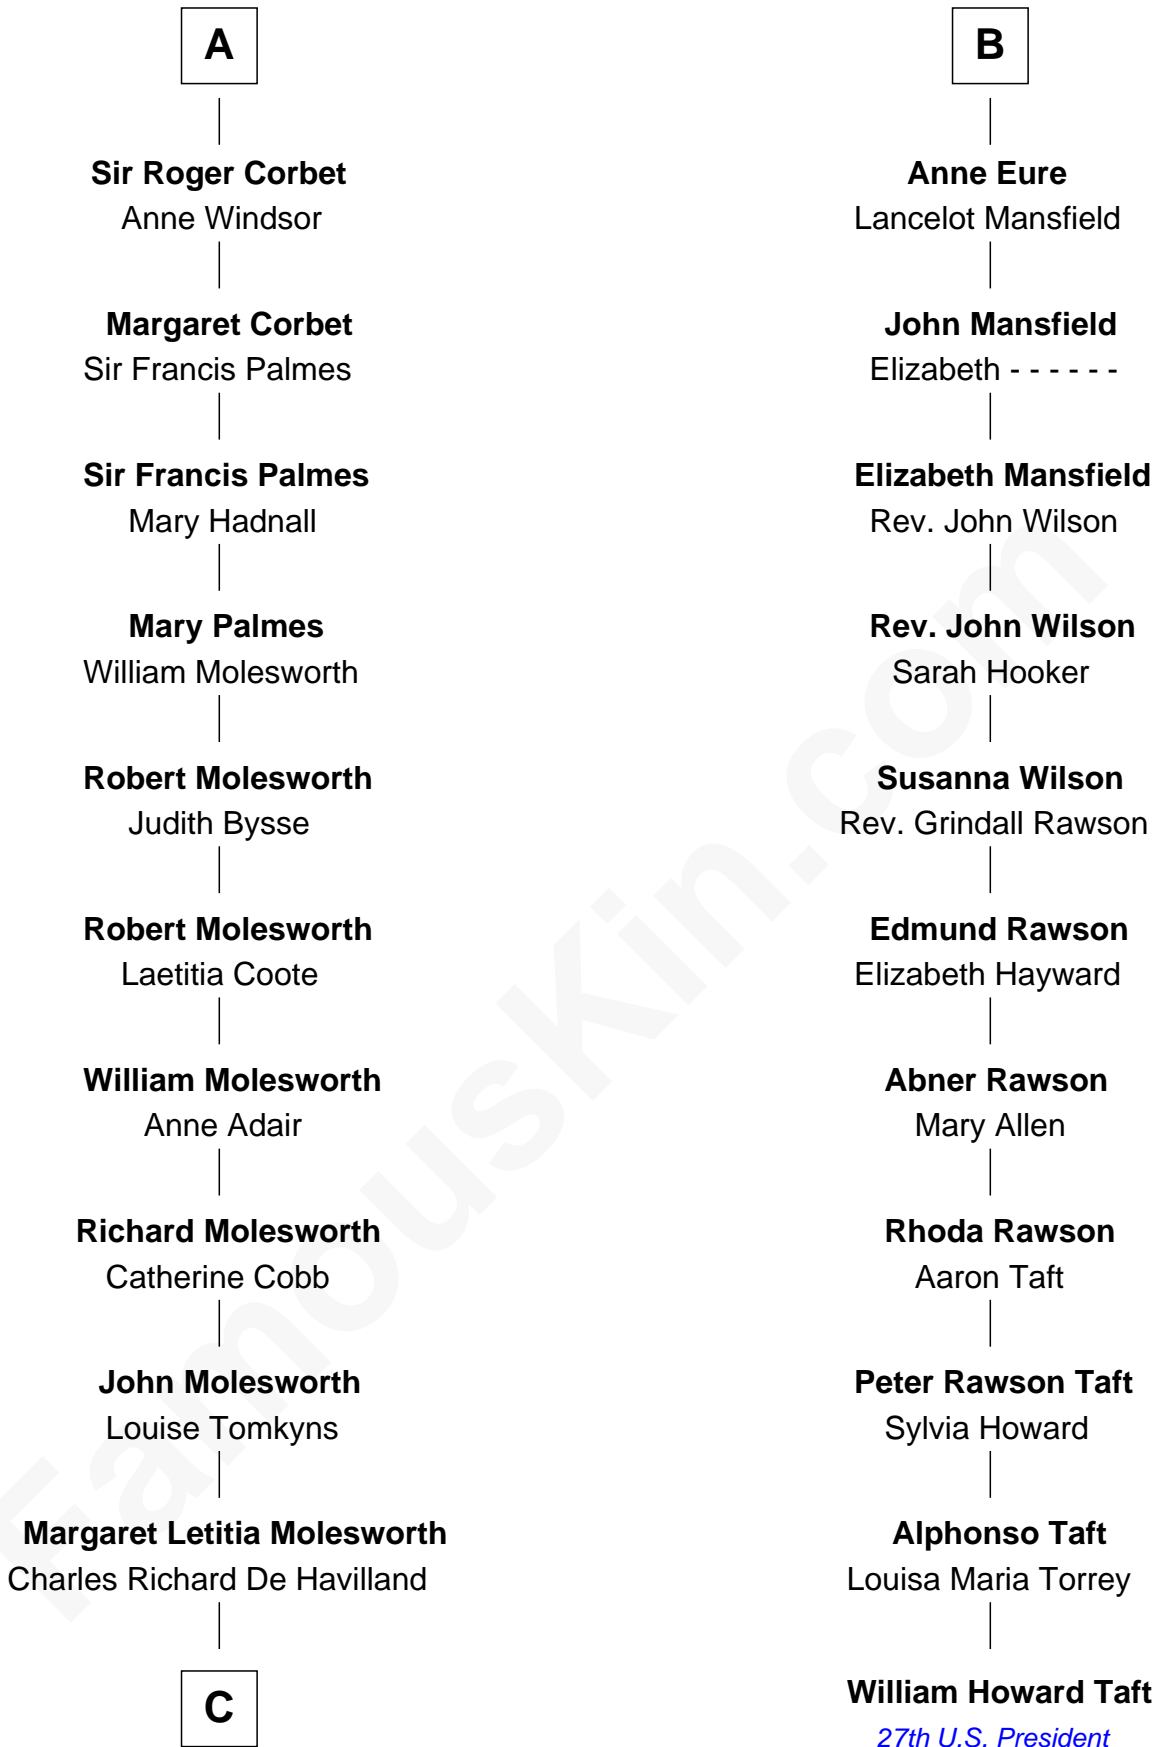 A
Sir Roger Corbet
Anne Windsor
Margaret Corbet
Sir Francis Palmes
Sir Francis Palmes
Mary Hadnall
Mary Palmes
William Molesworth
Robert Molesworth
Judith Bysse
Robert Molesworth
Laetitia Coote
William Molesworth
Anne Adair
Richard Molesworth
Catherine Cobb
John Molesworth
Louise Tomkyns
Margaret Letitia Molesworth
Charles Richard De Havilland
C
B
Anne Eure
Lancelot Mansfield
John Mansfield
Elizabeth - - - - - -
Elizabeth Mansfield
Rev. John Wilson
Rev. John Wilson
Sarah Hooker
Susanna Wilson
Rev. Grindall Rawson
Edmund Rawson
Elizabeth Hayward
Abner Rawson
Mary Allen
Rhoda Rawson
Aaron Taft
Peter Rawson Taft
Sylvia Howard
Alphonso Taft
Louisa Maria Torrey
William Howard Taft
27th U.S. President
FamousKin.com